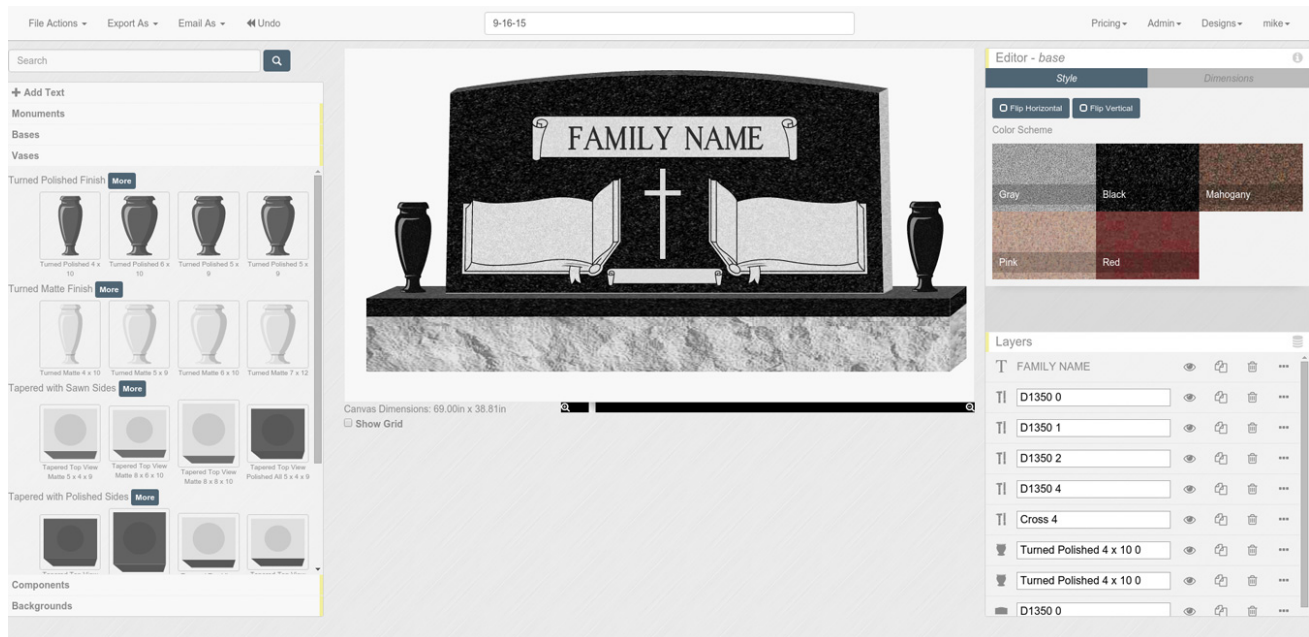 File Actions Export As Email As Undo 9-16-15 Pricing Admin Designs mike
Search
Add Text
Monuments
Bases
Vases
Turned Polished Finish More
Turned Polished 4 x 10 Turned Polished 6 x 10 Turned Polished 5 x 9 Turned Polished 5 x 9
Turned Matte Finish More
Turned Matte 4 x 10 Turned Matte 5 x 9 Turned Matte 6 x 10 Turned Matte 7 x 12
Tapered with Sawn Sides More
Tapered Top View Matte 5 x 4 x 9 Tapered Top View Matte 8 x 6 x 10 Tapered Top View Matte 8 x 8 x 10 Tapered Top View Polished All 5 x 4 x 9
Tapered with Polished Sides More
Components
Backgrounds
FAMILY NAME
Canvas Dimensions: 69.00in x 38.81in
Show Grid
Editor - base
Style Dimensions
Flip Horizontal Flip Vertical
Color Scheme
Gray Black Mahogany
Pink Red
Layers
FAMILY NAME
D1350 0
D1350 1
D1350 2
D1350 4
Cross 4
Turned Polished 4 x 10 0
Turned Polished 4 x 10 0
D1350 0